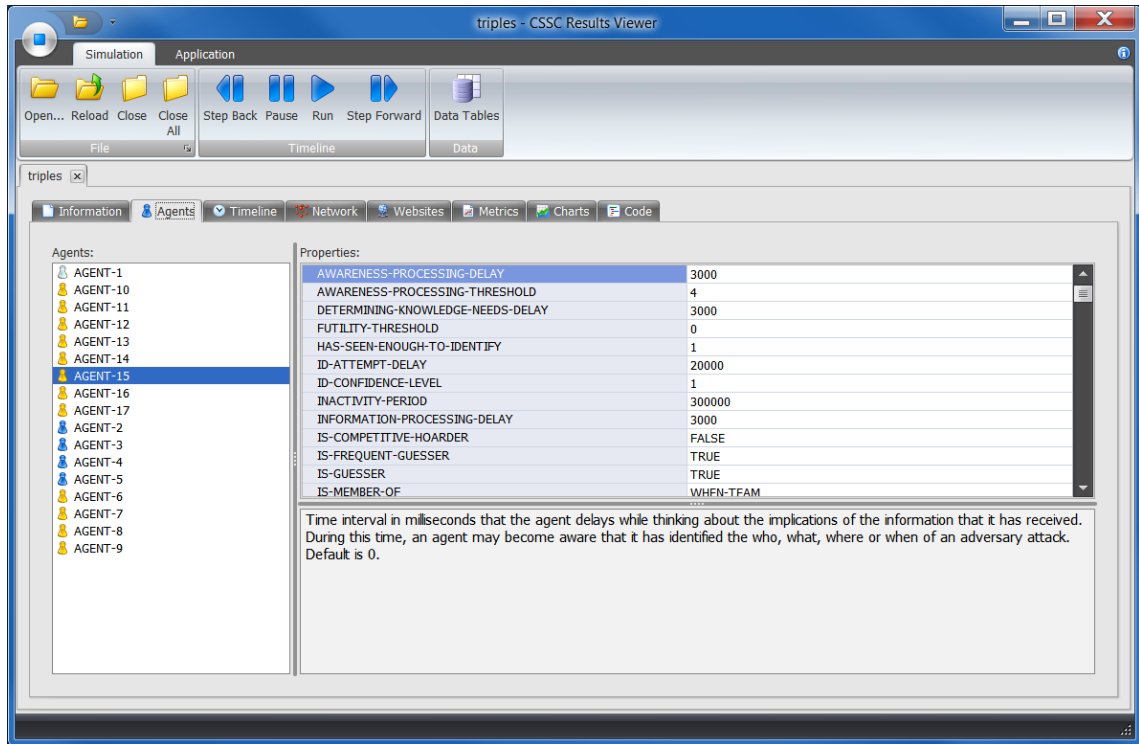 triples - CSSC Results Viewer
Simulation Application
Open... Reload Close Close All Step Back Pause Run Step Forward Data Tables
File Timeline Data
triples
Information Agents Timeline Network Websites Metrics Charts Code
Agents:
AGENT-1
AGENT-10
AGENT-11
AGENT-12
AGENT-13
AGENT-14
AGENT-15
AGENT-16
AGENT-17
AGENT-2
AGENT-3
AGENT-4
AGENT-5
AGENT-6
AGENT-7
AGENT-8
AGENT-9
Properties:
AWARENESS-PROCESSING-DELAY 3000
AWARENESS-PROCESSING-THRESHOLD 4
DETERMINING-KNOWLEDGE-NEEDS-DELAY 3000
FUTILITY-THRESHOLD 0
HAS-SEEN-ENOUGH-TO-IDENTIFY 1
ID-ATTEMPT-DELAY 20000
ID-CONFIDENCE-LEVEL 1
INACTIVITY-PERIOD 300000
INFORMATION-PROCESSING-DELAY 3000
IS-COMPETITIVE-HOARDER FALSE
IS-FREQUENT-GUESSER TRUE
IS-GUESSER TRUE
IS-MEMBER-OF WHEN-TEAM
Time interval in milliseconds that the agent delays while thinking about the implications of the information that it has received.
During this time, an agent may become aware that it has identified the who, what, where or when of an adversary attack.
Default is 0.